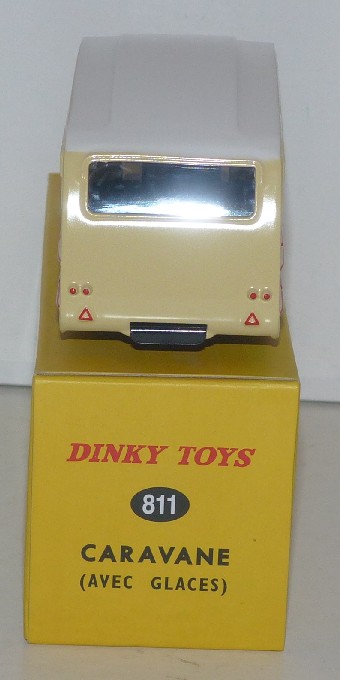 DINKY TOYS
811
CARAVANE
(AVEC GLACES)